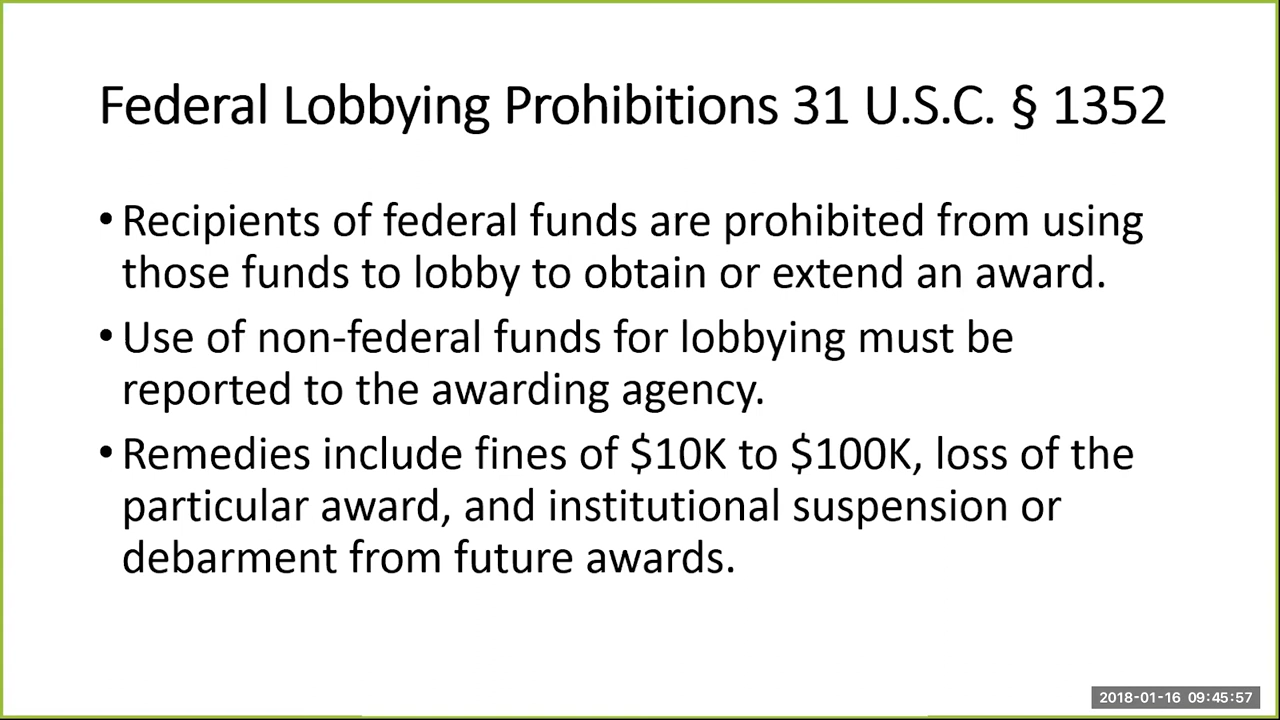 Federal Lobbying Prohibitions 31 U.S.C. § 1352
• Recipients of federal funds are prohibited from using
those funds to lobby to obtain or extend an award.
• Use of non-federal funds for lobbying must be
reported to the awarding agency.
• Remedies include fines of $10K to $100K, loss of the
particular award, and institutional suspension or
debarment from future awards.
2018-01-16 09:45:57